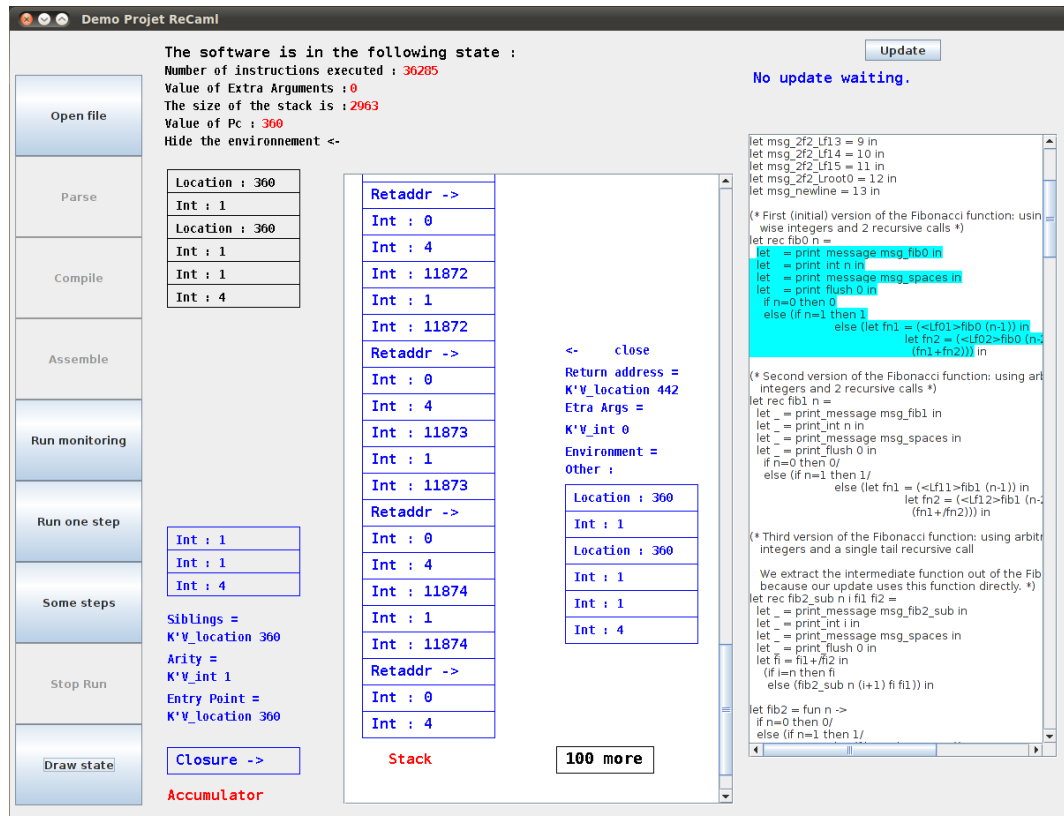 Demo Projet ReCaml
Open file
Parse
Compile
Assemble
Run monitoring
Run one step
Some steps
Stop Run
Draw state
The software is in the following state :
Number of instructions executed : 36285
Value of Extra Arguments :0
The size of the stack is :2963
Value of Pc : 360
Hide the environnement <-
Location : 360
Int : 1
Location : 360
Int : 1
Int : 1
Int : 4
Int : 1
Int : 1
Int : 4
Siblings =
K'V_location 360
Arity =
K'V_int 1
Entry Point =
K'V_location 360
Closure ->
Accumulator
Retaddr ->
Int : 0
Int : 4
Int : 11872
Int : 1
Int : 11872
Retaddr ->
Int : 0
Int : 4
Int : 11873
Int : 1
Int : 11873
Retaddr ->
Int : 0
Int : 4
Int : 11874
Int : 1
Int : 11874
Retaddr ->
Int : 0
Int : 4
Stack
<- close
Return address =
K'V_location 442
Etra Args =
K'V_int 0
Environment =
Other :
Location : 360
Int : 1
Location : 360
Int : 1
Int : 1
Int : 4
100 more
Update
No update waiting.
let msg_2f2_Lf13 = 9 in
let msg_2f2_Lf14 = 10 in
let msg_2f2_Lf15 = 11 in
let msg_2f2_Lroot0 = 12 in
let msg_newline = 13 in
(* First (initial) version of the Fibonacci function: usin
wise integers and 2 recursive calls *)
let rec fib0 n =
let _ = print_message msg_fib0 in
let _ = print_int n in
let _ = print_message msg_spaces in
let _ = print_flush 0 in
if n=0 then 0
else (if n=1 then 1
else (let fn1 = (<Lf01>fib0 (n-1)) in
let fn2 = (<Lf02>fib0 (n-2
(fn1+fn2))) in
(* Second version of the Fibonacci function: using arb
integers and 2 recursive calls *)
let rec fib1 n =
let _ = print_message msg_fib1 in
let _ = print_int n in
let _ = print_message msg_spaces in
let _ = print_flush 0 in
if n=0 then 0/
else (if n=1 then 1/
else (let fn1 = (<Lf11>fib1 (n-1)) in
let fn2 = (<Lf12>fib1 (n-2
(fn1+/fn2))) in
(* Third version of the Fibonacci function: using arbitr
integers and a single tail recursive call
We extract the intermediate function out of the Fib
because our update uses this function directly. *)
let rec fib2_sub n i fi1 fi2 =
let _ = print_message msg_fib2_sub in
let _ = print_int i in
let _ = print_message msg_spaces in
let _ = print_flush 0 in
let fi = fi1+/fi2 in
(if i=n then fi
else (fib2_sub n (i+1) fi fi1)) in
let fib2 = fun n ->
if n=0 then 0/
else (if n=1 then 1/